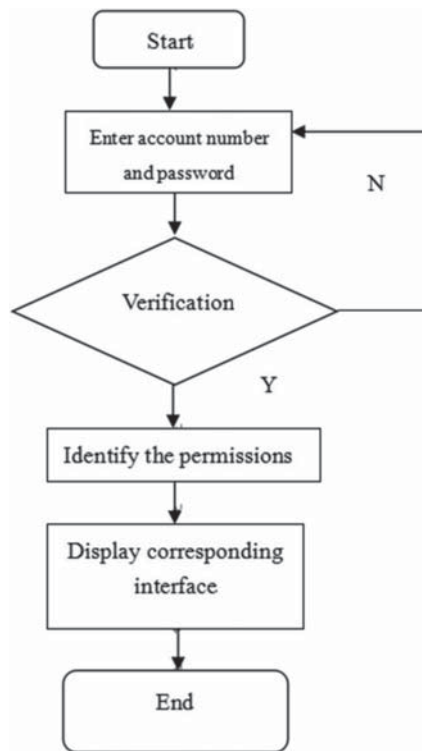 Start
Enter account number
and password
N
Verification
Y
Identify the permissions
Display corresponding
interface
End